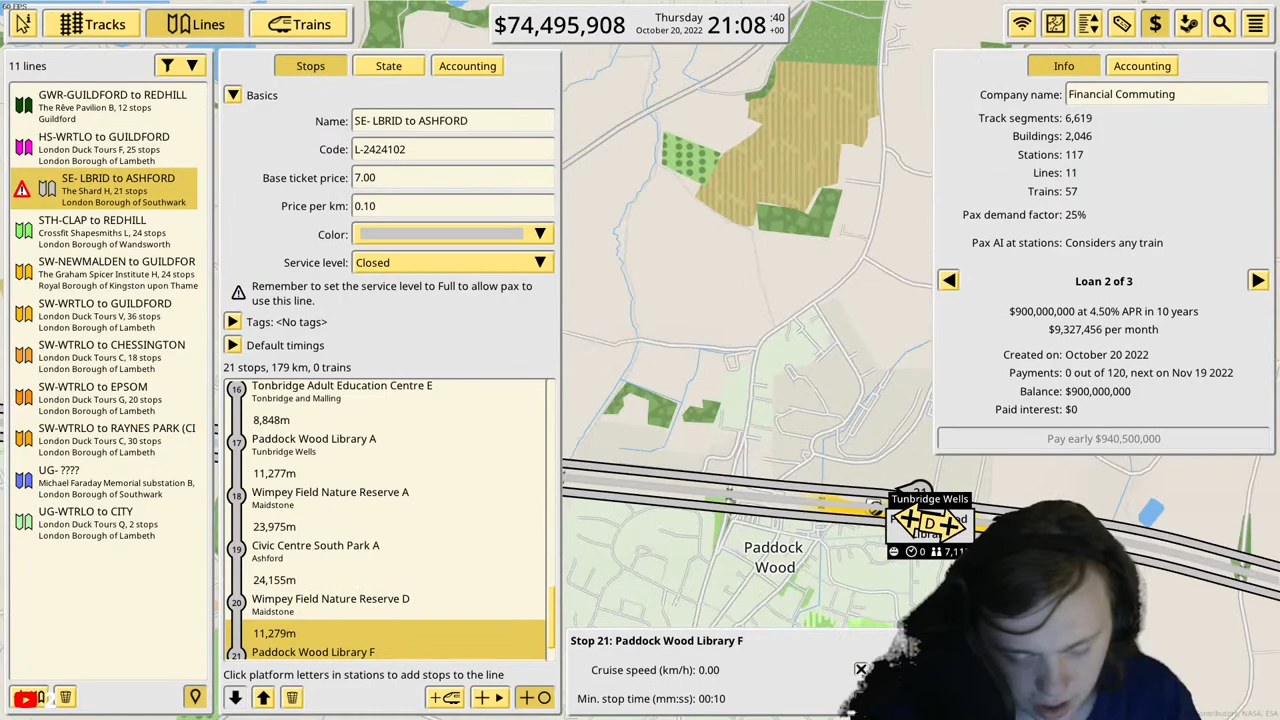 60 FPS
Tracks
Lines
Trains
$74,495,908
Thursday
October 20, 2022
21:08
:40
+00
$
11 lines
GWR-GUILDFORD to REDHILL
The Rêve Pavilion B, 12 stops
Guildford
HS-WRTLO to GUILDFORD
London Duck Tours F, 25 stops
London Borough of Lambeth
SE- LBRID to ASHFORD
The Shard H, 21 stops
London Borough of Southwark
STH-CLAP to REDHILL
Crossfit Shapesmiths L, 24 stops
London Borough of Wandsworth
SW-NEWMALDEN to GUILDFOR
The Graham Spicer Institute H, 24 stops
Royal Borough of Kingston upon Thame
SW-WRTLO to GUILDFORD
London Duck Tours V, 36 stops
London Borough of Lambeth
SW-WRTLO to CHESSINGTON
London Duck Tours C, 18 stops
London Borough of Lambeth
SW-WTRLO to EPSOM
London Duck Tours G, 20 stops
London Borough of Lambeth
SW-WTRLO to RAYNES PARK (CI
London Duck Tours C, 30 stops
London Borough of Lambeth
UG- ????
Michael Faraday Memorial substation B,
London Borough of Southwark
UG-WTRLO to CITY
London Duck Tours Q, 2 stops
London Borough of Lambeth
Stops
State
Accounting
Basics
Name: SE- LBRID to ASHFORD
Code: L-2424102
Base ticket price: 7.00
Price per km: 0.10
Color:
Service level: Closed
Remember to set the service level to Full to allow pax to
use this line.
Tags: <No tags>
Default timings
21 stops, 179 km, 0 trains
16 Tonbridge Adult Education Centre E
Tonbridge and Malling
8,848m
17 Paddock Wood Library A
Tunbridge Wells
11,277m
18 Wimpey Field Nature Reserve A
Maidstone
23,975m
19 Civic Centre South Park A
Ashford
24,155m
20 Wimpey Field Nature Reserve D
Maidstone
11,279m
21 Paddock Wood Library F
Click platform letters in stations to add stops to the line
Tunbridge Wells
D
0
Paddock
Wood
Stop 21: Paddock Wood Library F
Cruise speed (km/h): 0.00
Min. stop time (mm:ss): 00:10
Info
Accounting
Company name: Financial Commuting
Track segments: 6,619
Buildings: 2,046
Stations: 117
Lines: 11
Trains: 57
Pax demand factor: 25%
Pax AI at stations: Considers any train
Loan 2 of 3
$900,000,000 at 4.50% APR in 10 years
$9,327,456 per month
Created on: October 20 2022
Payments: 0 out of 120, next on Nov 19 2022
Balance: $900,000,000
Paid interest: $0
Pay early $940,500,000